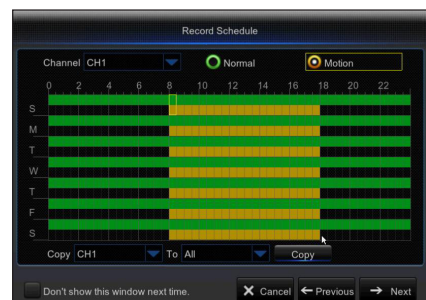 Record Schedule
Channel CH1 Normal Motion
0 2 4 6 8 10 12 14 16 18 20 22
S
M
T
W
T
F
S
Copy CH1 To All Copy
Don't show this window next time. Cancel Previous Next